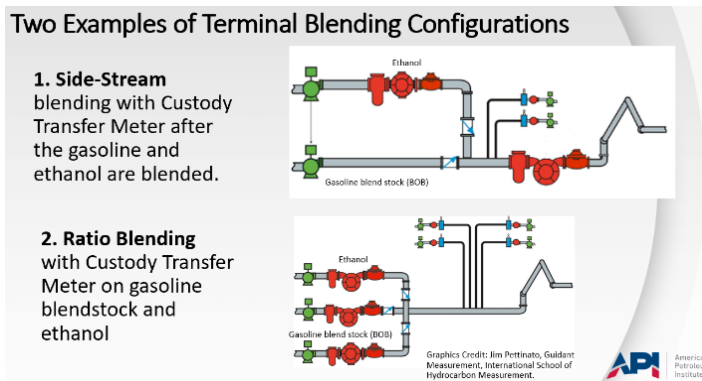 Two Examples of Terminal Blending Configurations
1. Side-Stream
blending with Custody
Transfer Meter after
the gasoline and
ethanol are blended.
Ethanol
Gasoline blend stock (BOB)
2. Ratio Blending
with Custody Transfer
Meter on gasoline
blendstock and
ethanol
Ethanol
Gasoline blend stock (BOB)
Graphics Credit: Jim Pettinato, Guidant
Measurement, International School of
Hydrocarbon Measurement.
API
America
Petroleu
Institute